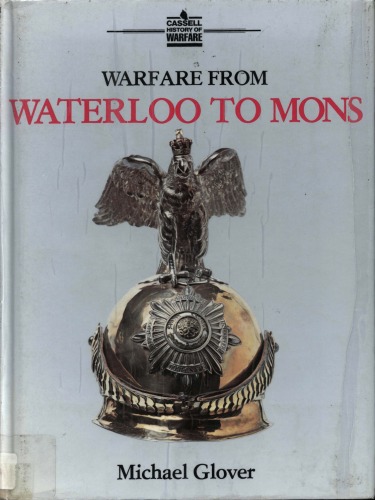 CASSELL
HISTORY OF
WARFARE
WARFARE FROM
WATERLOO TO MONS
Michael Glover